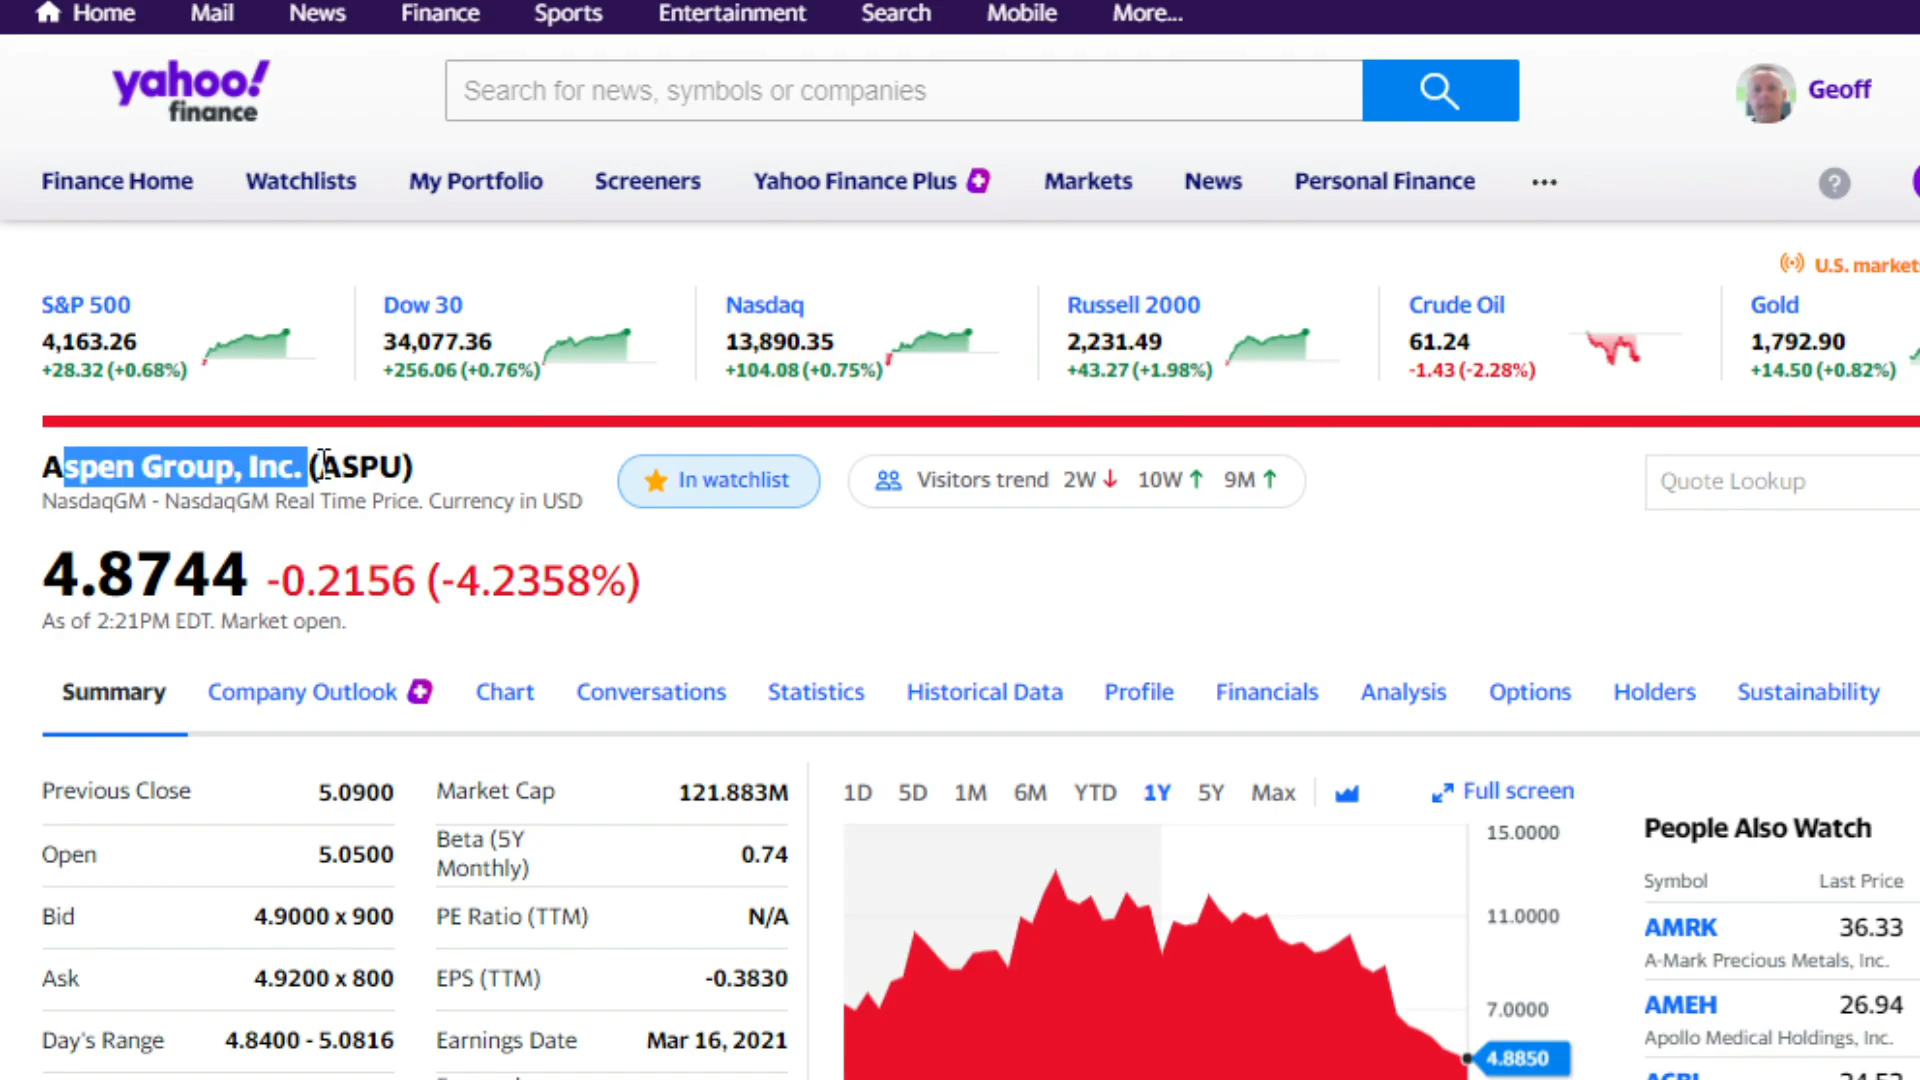 Home Mail News Finance Sports Entertainment Search Mobile More...
yahoo!
finance
Search for news, symbols or companies
Geoff
Finance Home Watchlists My Portfolio Screeners Yahoo Finance Plus Markets News Personal Finance ...
U.S. market
S&P 500 Dow 30 Nasdaq Russell 2000 Crude Oil Gold
4,163.26 34,077.36 13,890.35 2,231.49 61.24 1,792.90
+28.32 (+0.68%) +256.06 (+0.76%) +104.08 (+0.75%) +43.27 (+1.98%) -1.43 (-2.28%) +14.50 (+0.82%)
Aspen Group, Inc. (ASPU)
NasdaqGM - NasdaqGM Real Time Price. Currency in USD
In watchlist
Visitors trend 2W ↓ 10W ↑ 9M ↑
Quote Lookup
4.8744 -0.2156 (-4.2358%)
As of 2:21PM EDT. Market open.
Summary Company Outlook Chart Conversations Statistics Historical Data Profile Financials Analysis Options Holders Sustainability
Previous Close 5.0900
Open 5.0500
Bid 4.9000 x 900
Ask 4.9200 x 800
Day's Range 4.8400 - 5.0816
Market Cap 121.883M
Beta (5Y
Monthly) 0.74
PE Ratio (TTM) N/A
EPS (TTM) -0.3830
Earnings Date Mar 16, 2021
1D 5D 1M 6M YTD 1Y 5Y Max Full screen
15.0000
11.0000
7.0000
4.8850
People Also Watch
Symbol Last Price
AMRK 36.33
A-Mark Precious Metals, Inc.
AMEH 26.94
Apollo Medical Holdings, Inc.